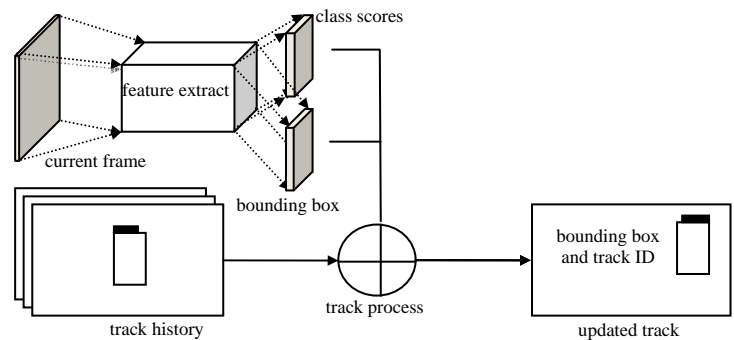 class scores
feature extract
current frame
bounding box
bounding box
and track ID
track process
track history
updated track